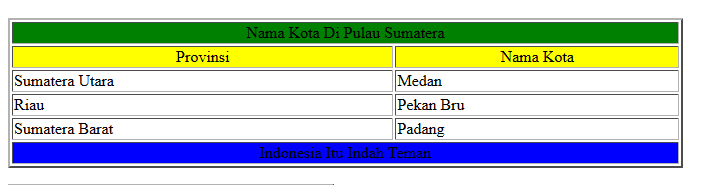 Nama Kota Di Pulau Sumatera
Provinsi Nama Kota
Sumatera Utara Medan
Riau Pekan Bru
Sumatera Barat Padang
Indonesia Itu Indah Teman